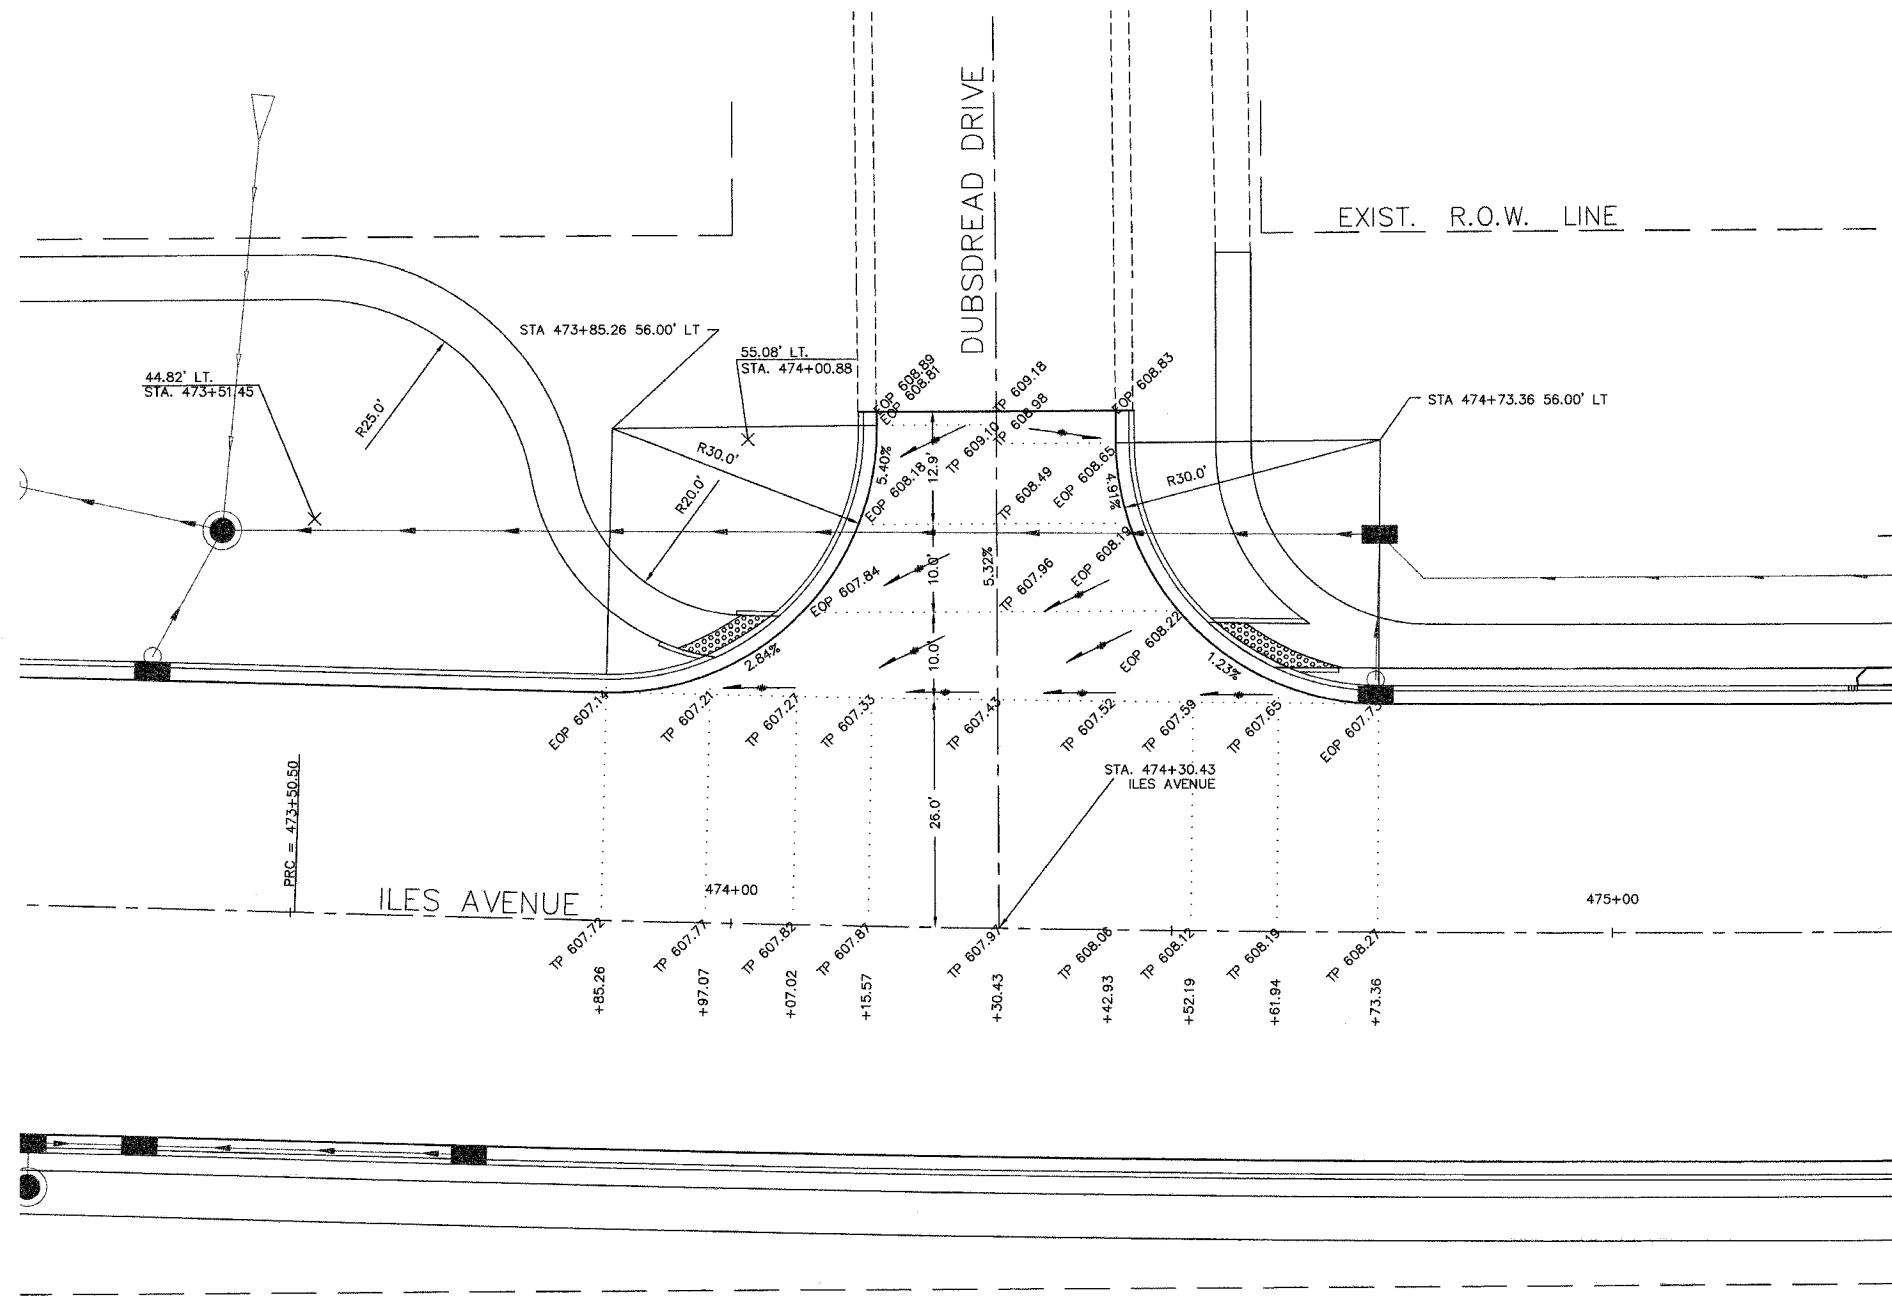 DUBSDREAD DRIVE
EXIST. R.O.W. LINE
STA 473+85.26 56.00' LT
55.08' LT.
STA. 474+00.88
44.82' LT.
STA. 473+51.45
R25.0'
EOP 608.89
EOP 608.81
TP 609.18
TP 608.98
EOP 608.83
STA 474+73.36 56.00' LT
R30.0'
R20.0'
5.40%
12.9'
TP 609.10
EOP 608.18
TP 608.49
EOP 608.65
4.91%
R30.0'
EOP 607.84
10.0'
5.32%
TP 607.96
EOP 608.19
2.84%
10.0'
EOP 608.22
1.23%
EOP 607.14
TP 607.21
TP 607.27
TP 607.33
TP 607.43
TP 607.52
TP 607.59
TP 607.65
EOP 607.73
STA. 474+30.43
ILES AVENUE
26.0'
PRC = 473+50.50
ILES AVENUE
474+00
475+00
TP 607.72
TP 607.77
TP 607.82
TP 607.87
TP 607.97
TP 608.06
TP 608.12
TP 608.19
TP 608.27
+85.26
+97.07
+07.02
+15.57
+30.43
+42.93
+52.19
+61.94
+73.36